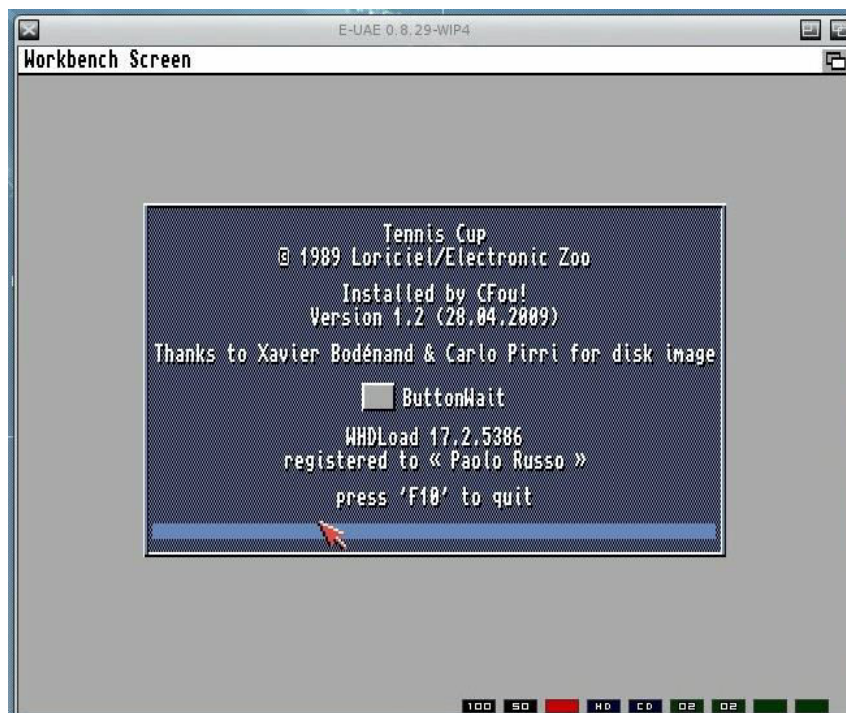 E-UAE 0.8.29-WIP4
Workbench Screen
Tennis Cup
© 1989 Loriciel/Electronic Zoo
Installed by CFou!
Version 1.2 (28.04.2009)
Thanks to Xavier Bodénand & Carlo Pirri for disk image
ButtonWait
WHDLoad 17.2.5386
registered to « Paolo Russo »
press 'F10' to quit
100 50 HD CD 02 02